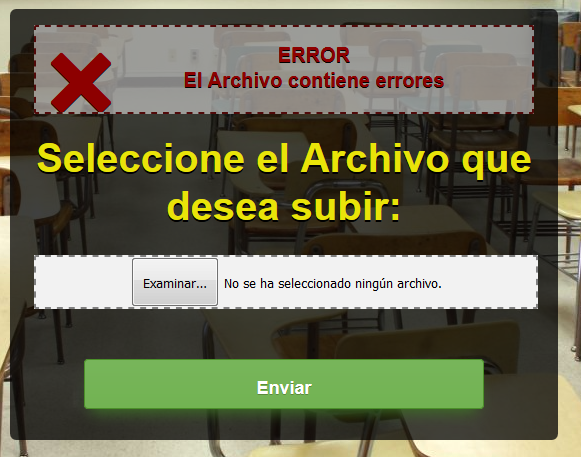 ERROR
El Archivo contiene errores
Seleccione el Archivo que
desea subir:
Examinar... No se ha seleccionado ningún archivo.
Enviar